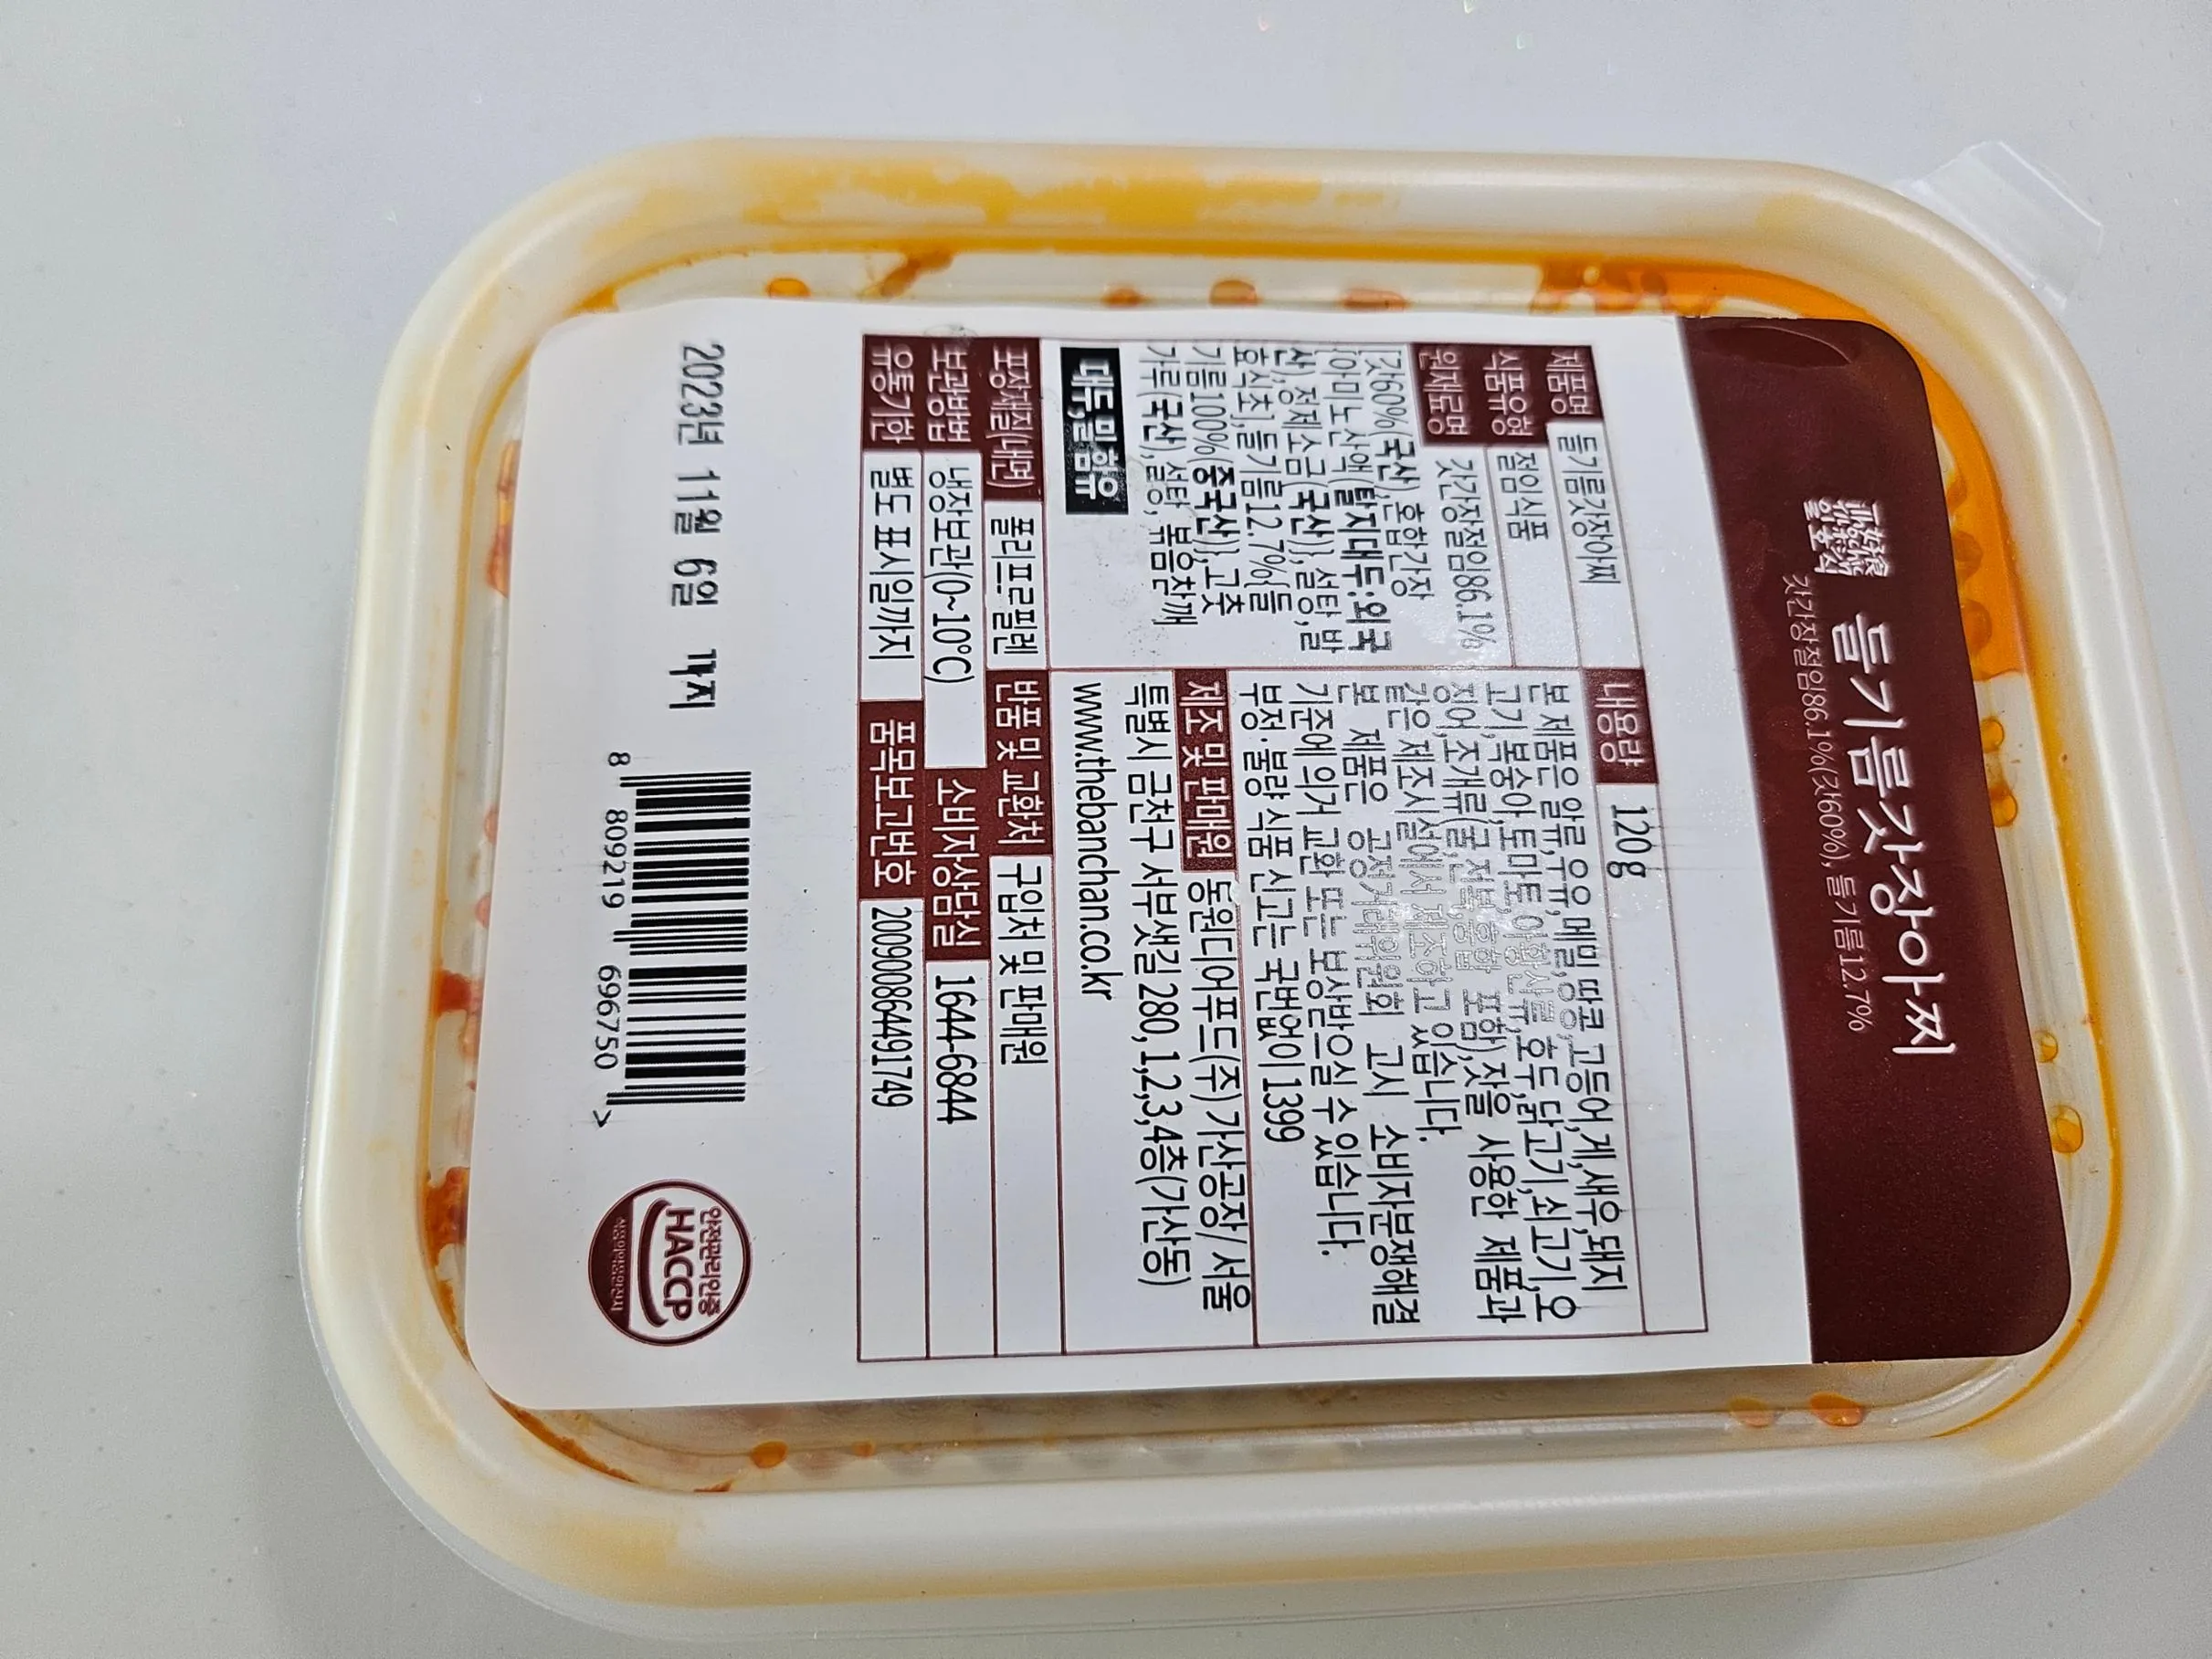 들기름갓장아찌
갓간장절임86.1%(갓60%), 들기름12.7%
제품명 들기름갓장아찌
식품유형 절임식품
원재료명 갓간장절임86.1%
{갓60%(국산), 혼합간장
{아미노산액(탈지대두:외국
산), 정제소금(국산)}, 설탕, 발
효식초}, 들기름12.7%{들
기름100%(중국산)}, 고춧
가루(국산), 설탕, 볶음참깨
대두, 밀 함유
내용량 120g
본 제품은 알류, 우유, 메밀, 땅콩, 고등어, 게, 새우, 돼지
고기, 복숭아, 토마토, 아황산류, 호두, 닭고기, 쇠고기, 오
징어, 조개류(굴, 전복, 홍합 포함), 잣을 사용한 제품과
같은 제조시설에서 제조하고 있습니다.
본 제품은 공정거래위원회 고시 소비자분쟁해결
기준에 의거 교환 또는 보상받으실 수 있습니다.
부정·불량식품 신고는 국번없이 1399
제조 및 판매원 동원디어푸드(주) 가산공장/ 서울
특별시 금천구 서부샛길 280, 1,2,3,4층(가산동)
www.thebanchan.co.kr
포장재질(내면) 폴리프로필렌 반품 및 교환처 구입처 및 판매원
보관방법 냉장보관(0~10℃) 소비자상담실 1644-6844
유통기한 별도 표시일까지 품목보고번호 200900864491749
2023년 11월 6일 까지
8 809219 696750 >
안전관리인증
HACCP